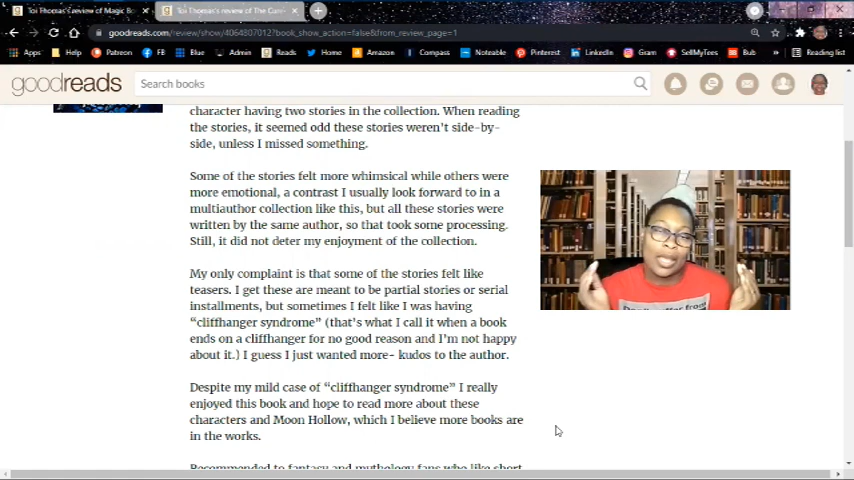 Toi Thomas's review of Magic Bo
Toi Thomas's review of The Cur
goodreads.com/review/show/4064807012?book_show_action=false&from_review_page=1
Apps Help Patreon FB Blue Admin Reads Home Amazon Compass Noteable Pinterest LinkedIn Gram SellMyTees Bub Reading list
goodreads Search books
character having two stories in the collection. When reading
the stories, it seemed odd these stories weren't side-by-
side, unless I missed something.
Some of the stories felt more whimsical while others were
more emotional, a contrast I usually look forward to in a
multiauthor collection like this, but all these stories were
written by the same author, so that took some processing.
Still, it did not deter my enjoyment of the collection.
My only complaint is that some of the stories felt like
teasers. I get these are meant to be partial stories or serial
installments, but sometimes I felt like I was having
“cliffhanger syndrome” (that's what I call it when a book
ends on a cliffhanger for no good reason and I'm not happy
about it.) I guess I just wanted more- kudos to the author.
Despite my mild case of “cliffhanger syndrome” I really
enjoyed this book and hope to read more about these
characters and Moon Hollow, which I believe more books are
in the works.
Recommended to fantasy and mythology fans who like short